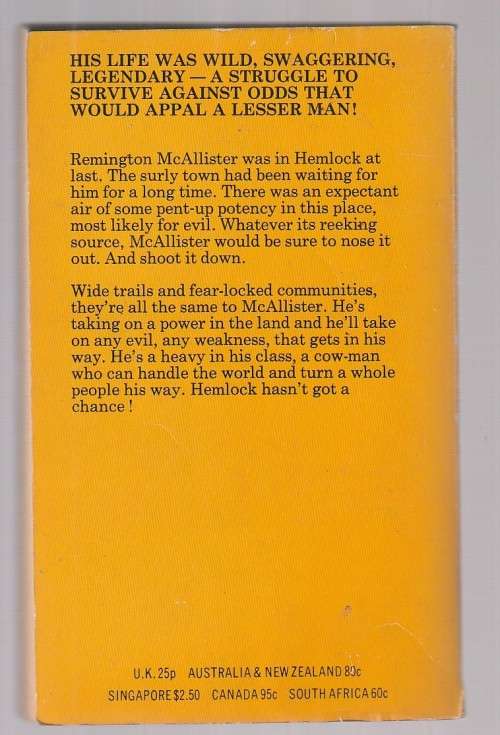 HIS LIFE WAS WILD, SWAGGERING,
LEGENDARY — A STRUGGLE TO
SURVIVE AGAINST ODDS THAT
WOULD APPAL A LESSER MAN!
Remington McAllister was in Hemlock at
last. The surly town had been waiting for
him for a long time. There was an expectant
air of some pent-up potency in this place,
most likely for evil. Whatever its reeking
source, McAllister would be sure to nose it
out. And shoot it down.
Wide trails and fear-locked communities,
they're all the same to McAllister. He's
taking on a power in the land and he'll take
on any evil, any weakness, that gets in his
way. He's a heavy in his class, a cow-man
who can handle the world and turn a whole
people his way. Hemlock hasn't got a
chance!
U.K. 25p AUSTRALIA & NEW ZEALAND 80c
SINGAPORE $2.50 CANADA 95c SOUTH AFRICA 60c